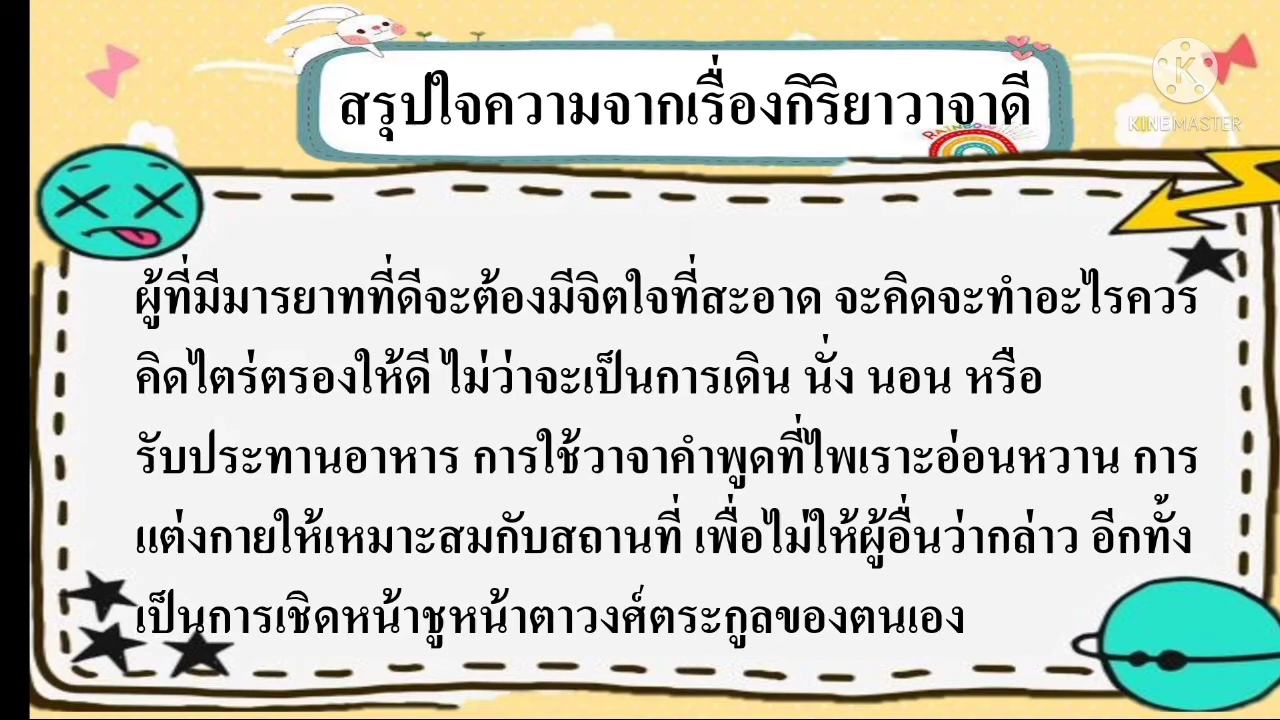 สรุปใจความจากเรื่องกิริยาวาจาดี
RAINBOW
KINEMASTER
ผู้ที่มีมารยาทที่ดีจะต้องมีจิตใจที่สะอาด จะคิดจะทำอะไรควร
คิดไตร่ตรองให้ดี ไม่ว่าจะเป็นการเดิน นั่ง นอน หรือ
รับประทานอาหาร การใช้วาจาคำพูดที่ไพเราะอ่อนหวาน การ
แต่งกายให้เหมาะสมกับสถานที่ เพื่อไม่ให้ผู้อื่นว่ากล่าว อีกทั้ง
เป็นการเชิดหน้าชูหน้าตาวงศ์ตระกูลของตนเอง